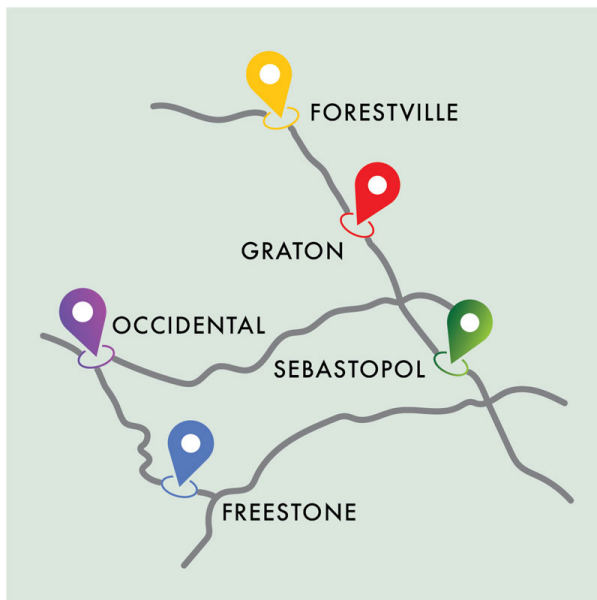 FORESTVILLE
GRATON
OCCIDENTAL
SEBASTOPOL
FREESTONE